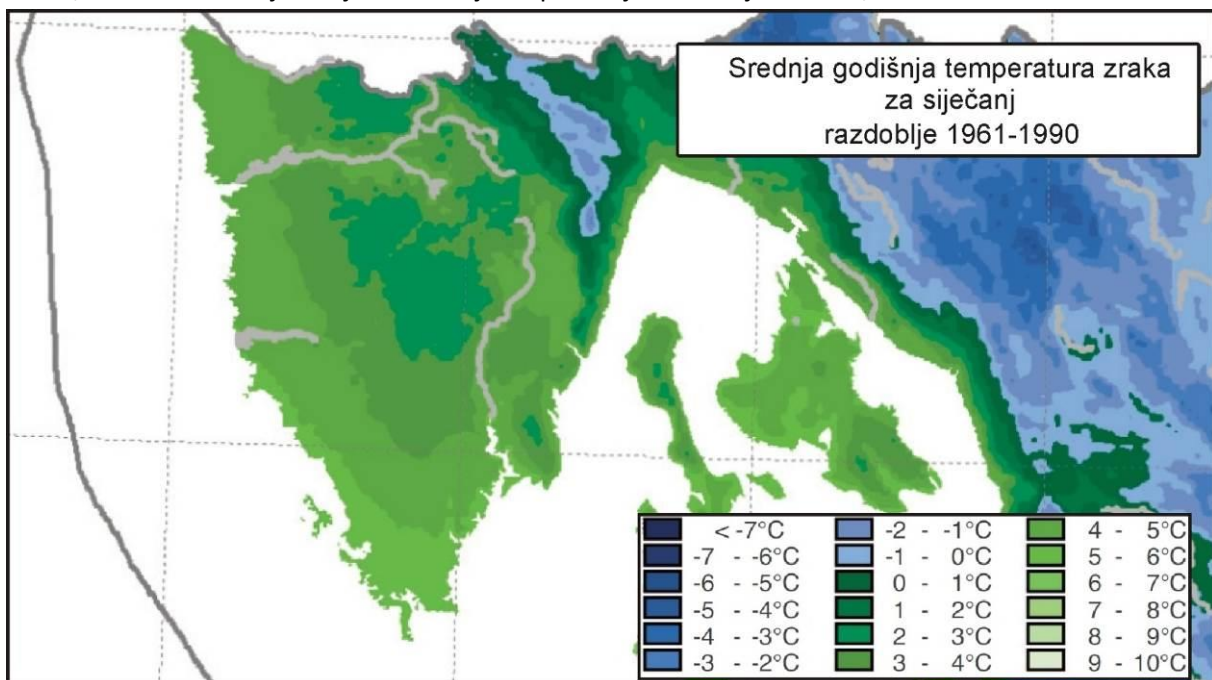 Srednja godišnja temperatura zraka
za siječanj
razdoblje 1961-1990
< -7°C -2 - -1°C 4 - 5°C
-7 - -6°C -1 - 0°C 5 - 6°C
-6 - -5°C 0 - 1°C 6 - 7°C
-5 - -4°C 1 - 2°C 7 - 8°C
-4 - -3°C 2 - 3°C 8 - 9°C
-3 - -2°C 3 - 4°C 9 - 10°C